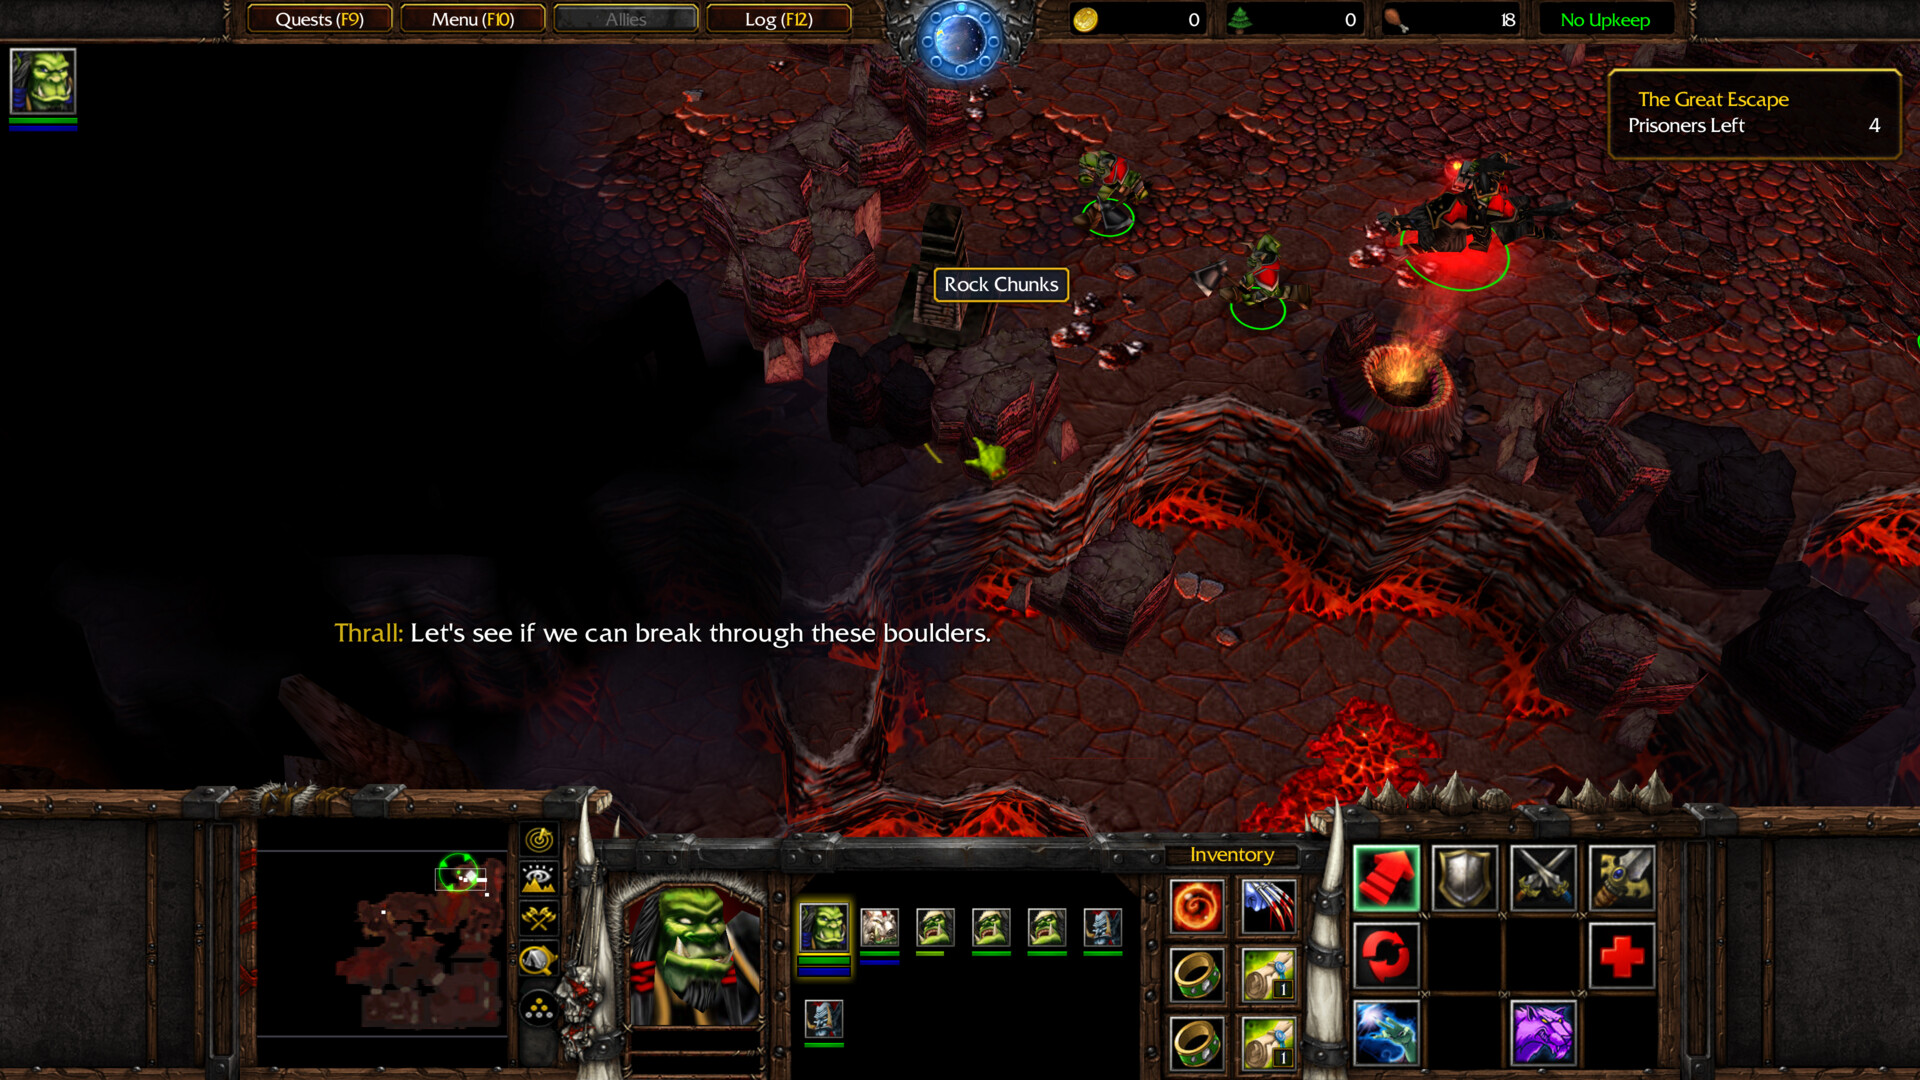 Quests (F9)
Menu (F10)
Allies
Log (F12)
0
0
18
No Upkeep
The Great Escape
Prisoners Left 4
Rock Chunks
Thrall: Let's see if we can break through these boulders.
Inventory
1
1